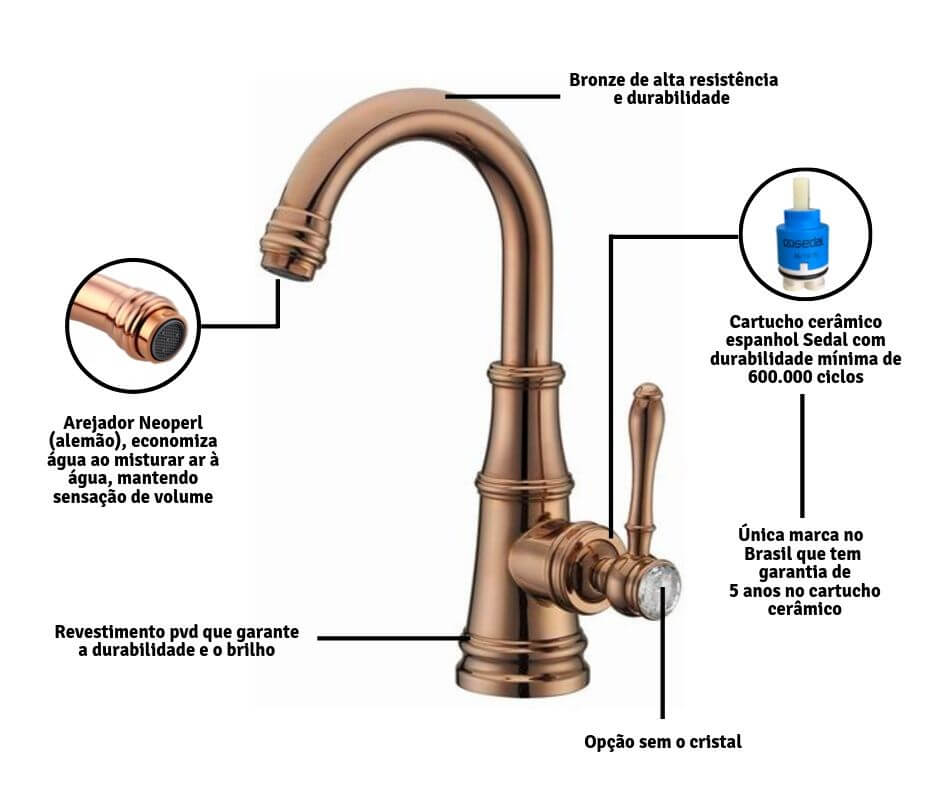 Bronze de alta resistência
e durabilidade
Cartucho cerâmico
espanhol Sedal com
durabilidade mínima de
600.000 ciclos
Arejador Neoperl
(alemão), economiza
água ao misturar ar à
água, mantendo
sensação de volume
Única marca no
Brasil que tem
garantia de
5 anos no cartucho
cerâmico
Revestimento pvd que garante
a durabilidade e o brilho
Opção sem o cristal